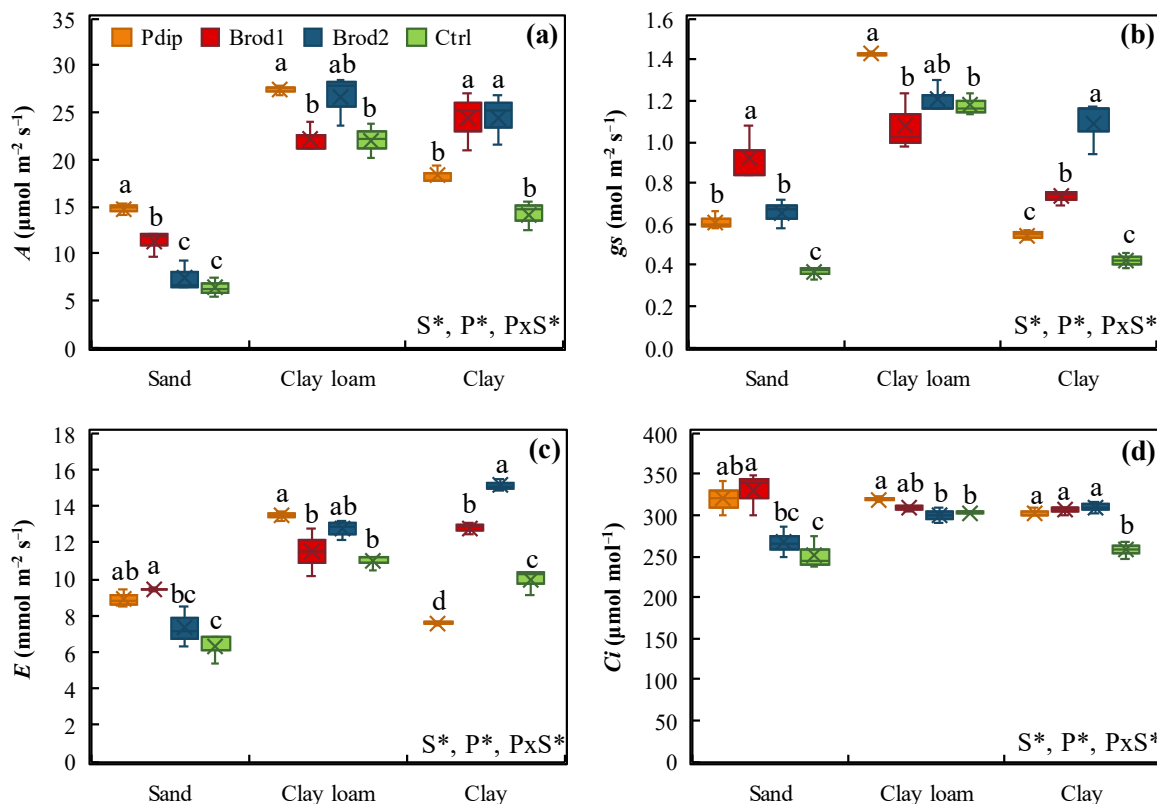 (a)
Pdip Brod1 Brod2 Ctrl
A (µmol m⁻² s⁻¹)
35
30
25
20
15
10
5
0
a
b
c
c
a
b
ab
b
b
a
a
c
S*, P*, PxS*
Sand Clay loam Clay
(b)
gs (mol m⁻² s⁻¹)
1.6
1.4
1.2
1.0
0.8
0.6
0.4
0.2
0.0
b
a
b
c
a
b
ab
b
c
b
a
c
S*, P*, PxS*
Sand Clay loam Clay
(c)
E (mmol m⁻² s⁻¹)
18
16
14
12
10
8
6
4
2
0
ab
a
bc
c
a
b
ab
b
d
b
a
c
S*, P*, PxS*
Sand Clay loam Clay
(d)
Ci (µmol mol⁻¹)
400
350
300
250
200
150
100
50
0
ab
a
bc
c
a
ab
b
b
a
a
a
b
S*, P*, PxS*
Sand Clay loam Clay